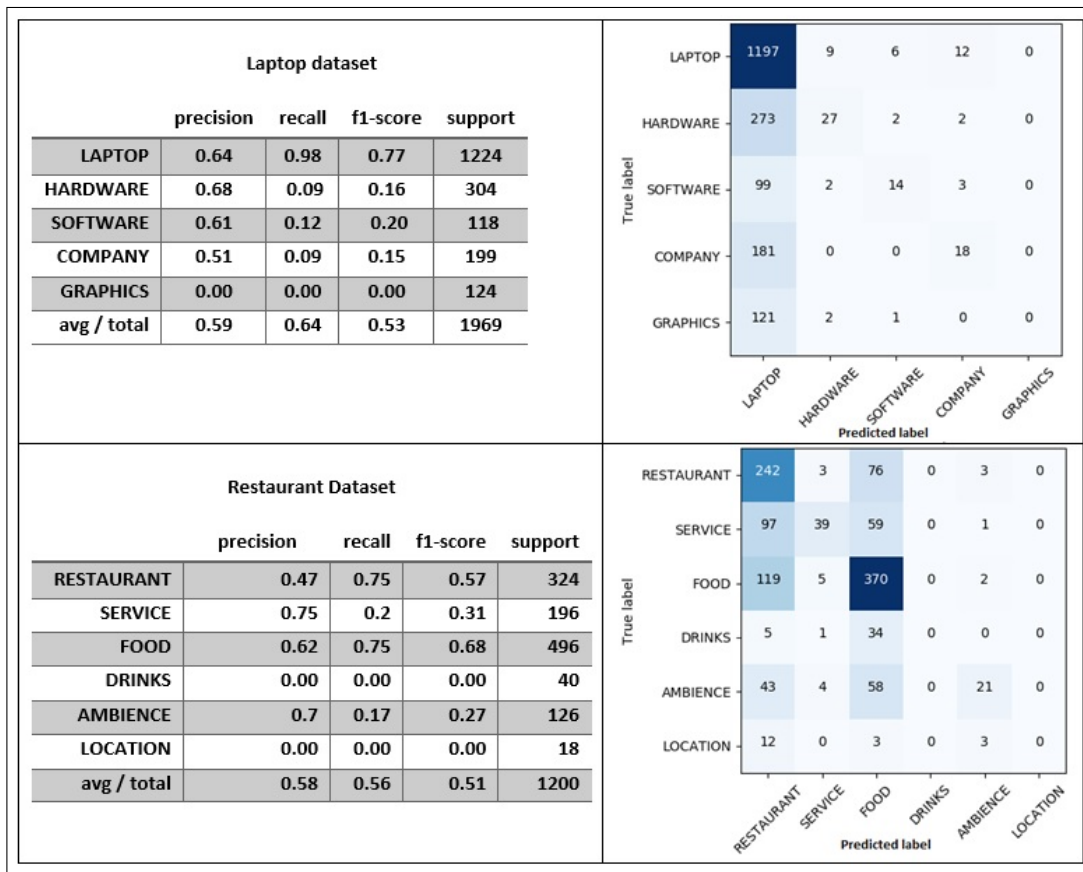 Laptop dataset
precision recall f1-score support
LAPTOP 0.64 0.98 0.77 1224
HARDWARE 0.68 0.09 0.16 304
SOFTWARE 0.61 0.12 0.20 118
COMPANY 0.51 0.09 0.15 199
GRAPHICS 0.00 0.00 0.00 124
avg / total 0.59 0.64 0.53 1969
True label
LAPTOP 1197 9 6 12 0
HARDWARE 273 27 2 2 0
SOFTWARE 99 2 14 3 0
COMPANY 181 0 0 18 0
GRAPHICS 121 2 1 0 0
LAPTOP HARDWARE SOFTWARE COMPANY GRAPHICS
Predicted label
Restaurant Dataset
precision recall f1-score support
RESTAURANT 0.47 0.75 0.57 324
SERVICE 0.75 0.2 0.31 196
FOOD 0.62 0.75 0.68 496
DRINKS 0.00 0.00 0.00 40
AMBIENCE 0.7 0.17 0.27 126
LOCATION 0.00 0.00 0.00 18
avg / total 0.58 0.56 0.51 1200
True label
RESTAURANT 242 3 76 0 3 0
SERVICE 97 39 59 0 1 0
FOOD 119 5 370 0 2 0
DRINKS 5 1 34 0 0 0
AMBIENCE 43 4 58 0 21 0
LOCATION 12 0 3 0 3 0
RESTAURANT SERVICE FOOD DRINKS AMBIENCE LOCATION
Predicted label